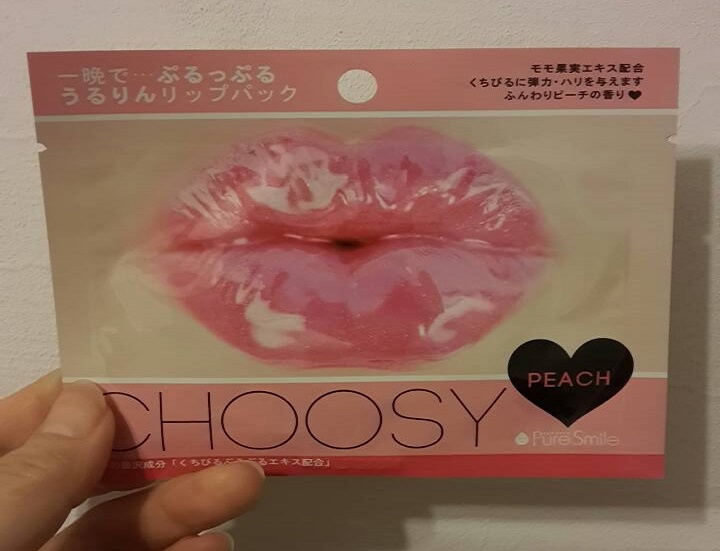 一晩で…ぷるっぷる
うるりんリップパック
モモ果実エキス配合
くちびるに弾力・ハリを与えます
ふんわりピーチの香り♥
PEACH
CHOOSY
Pure Smile
成分「くちびるぷるぷるエキス配合」